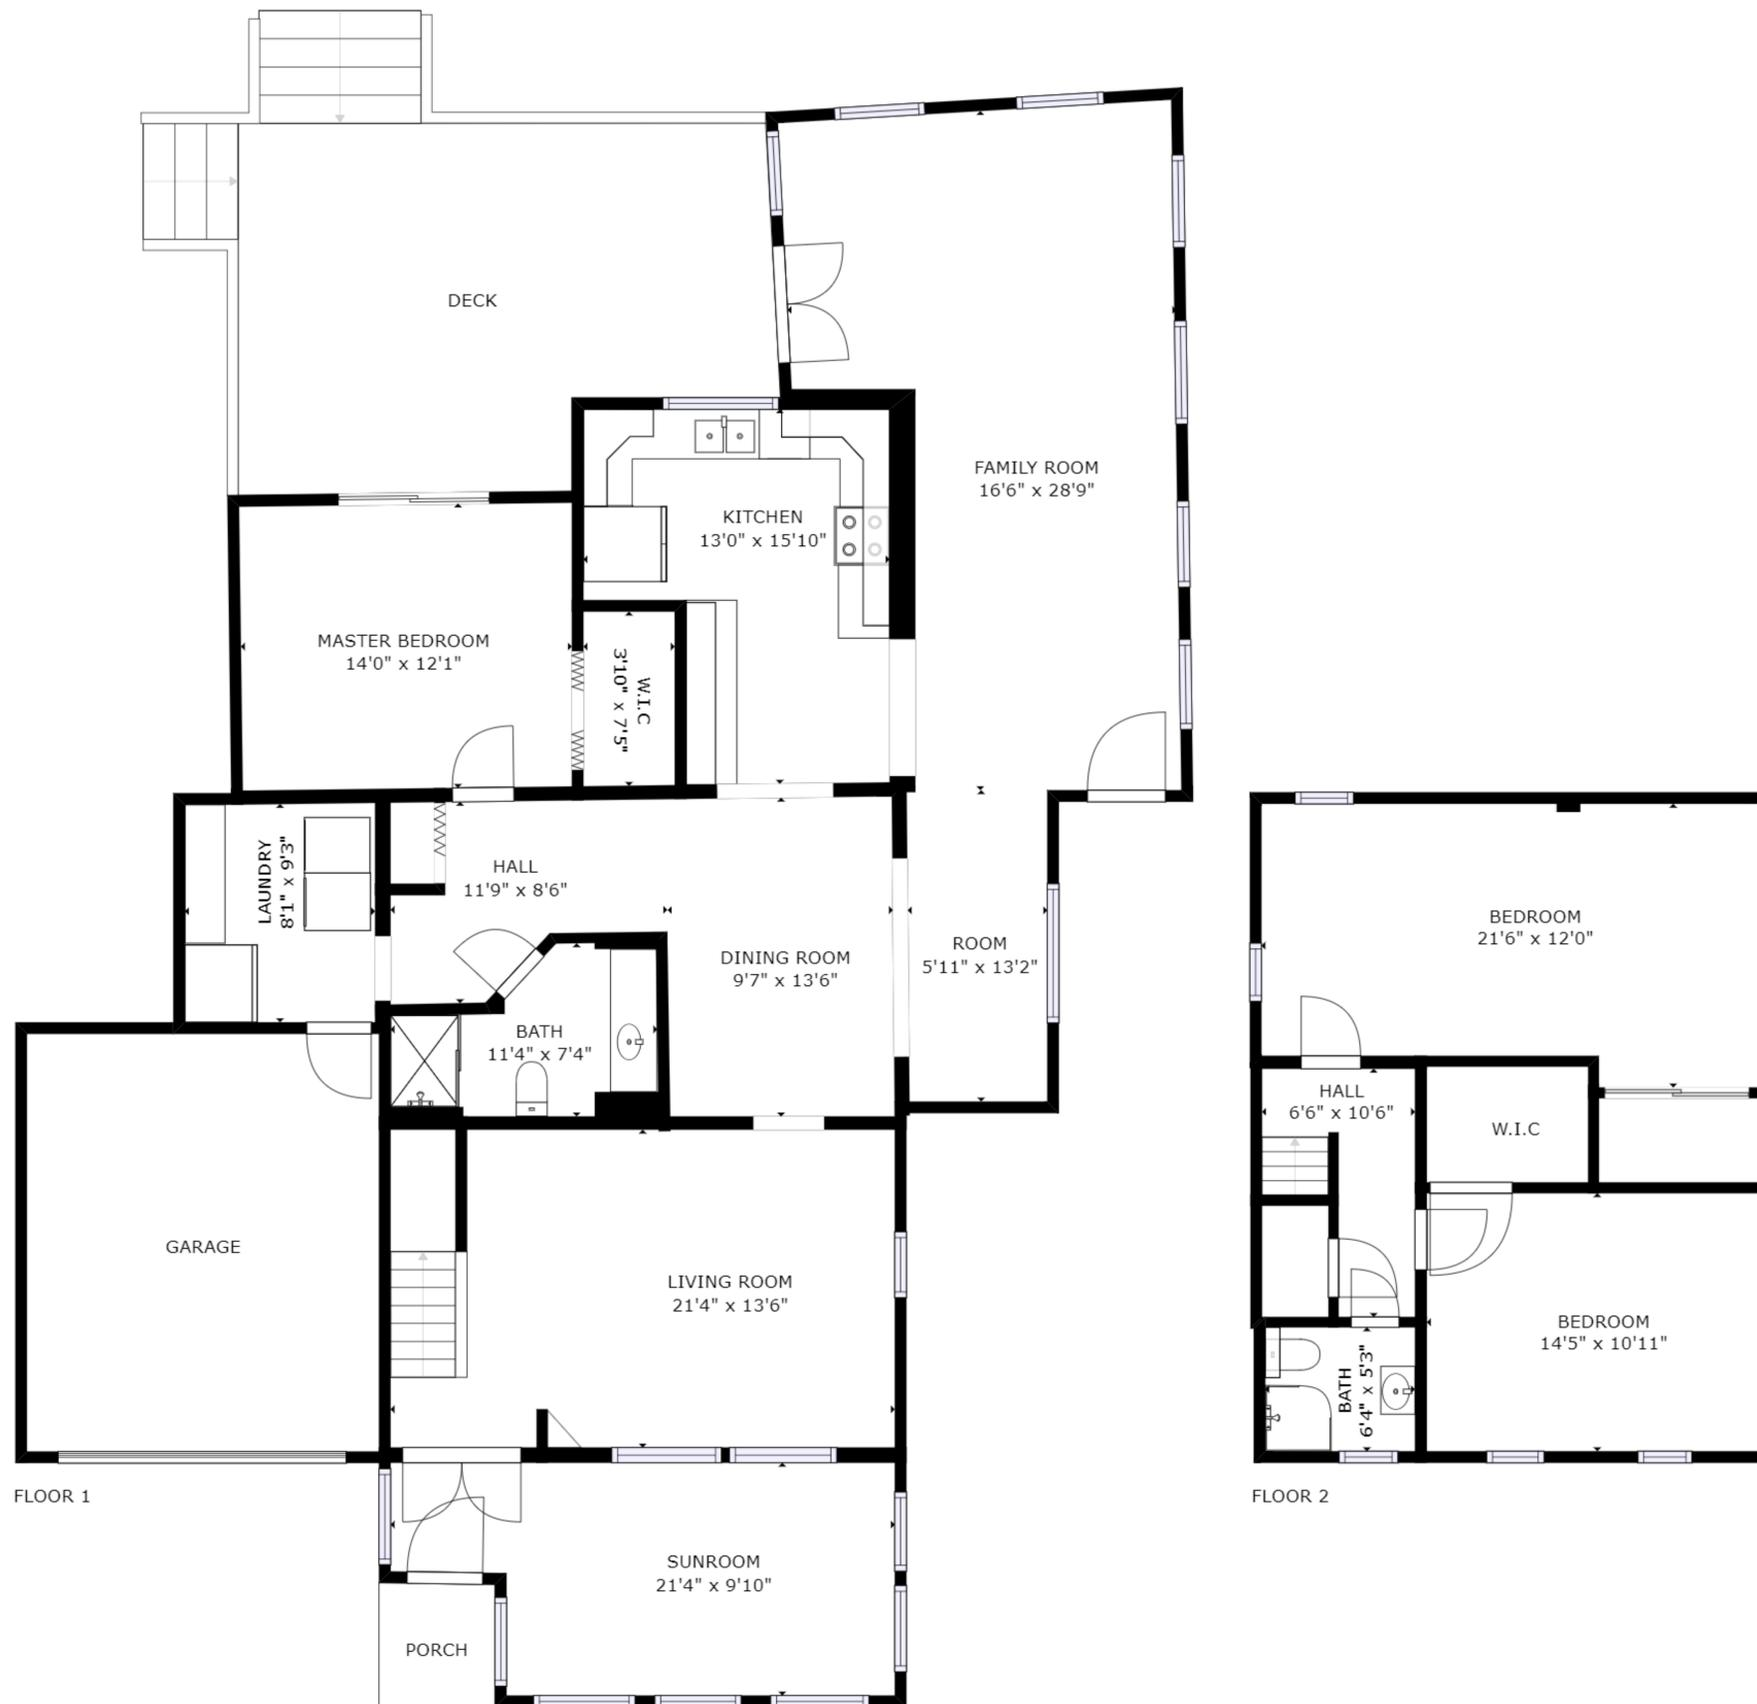 DECK
FAMILY ROOM
16'6" x 28'9"
KITCHEN
13'0" x 15'10"
MASTER BEDROOM
14'0" x 12'1"
W.I.C
3'10" x 7'5"
LAUNDRY
8'1" x 9'3"
HALL
11'9" x 8'6"
DINING ROOM
9'7" x 13'6"
ROOM
5'11" x 13'2"
BATH
11'4" x 7'4"
GARAGE
LIVING ROOM
21'4" x 13'6"
SUNROOM
21'4" x 9'10"
PORCH
FLOOR 1
BEDROOM
21'6" x 12'0"
HALL
6'6" x 10'6"
W.I.C
BEDROOM
14'5" x 10'11"
BATH
6'4" x 5'3"
FLOOR 2